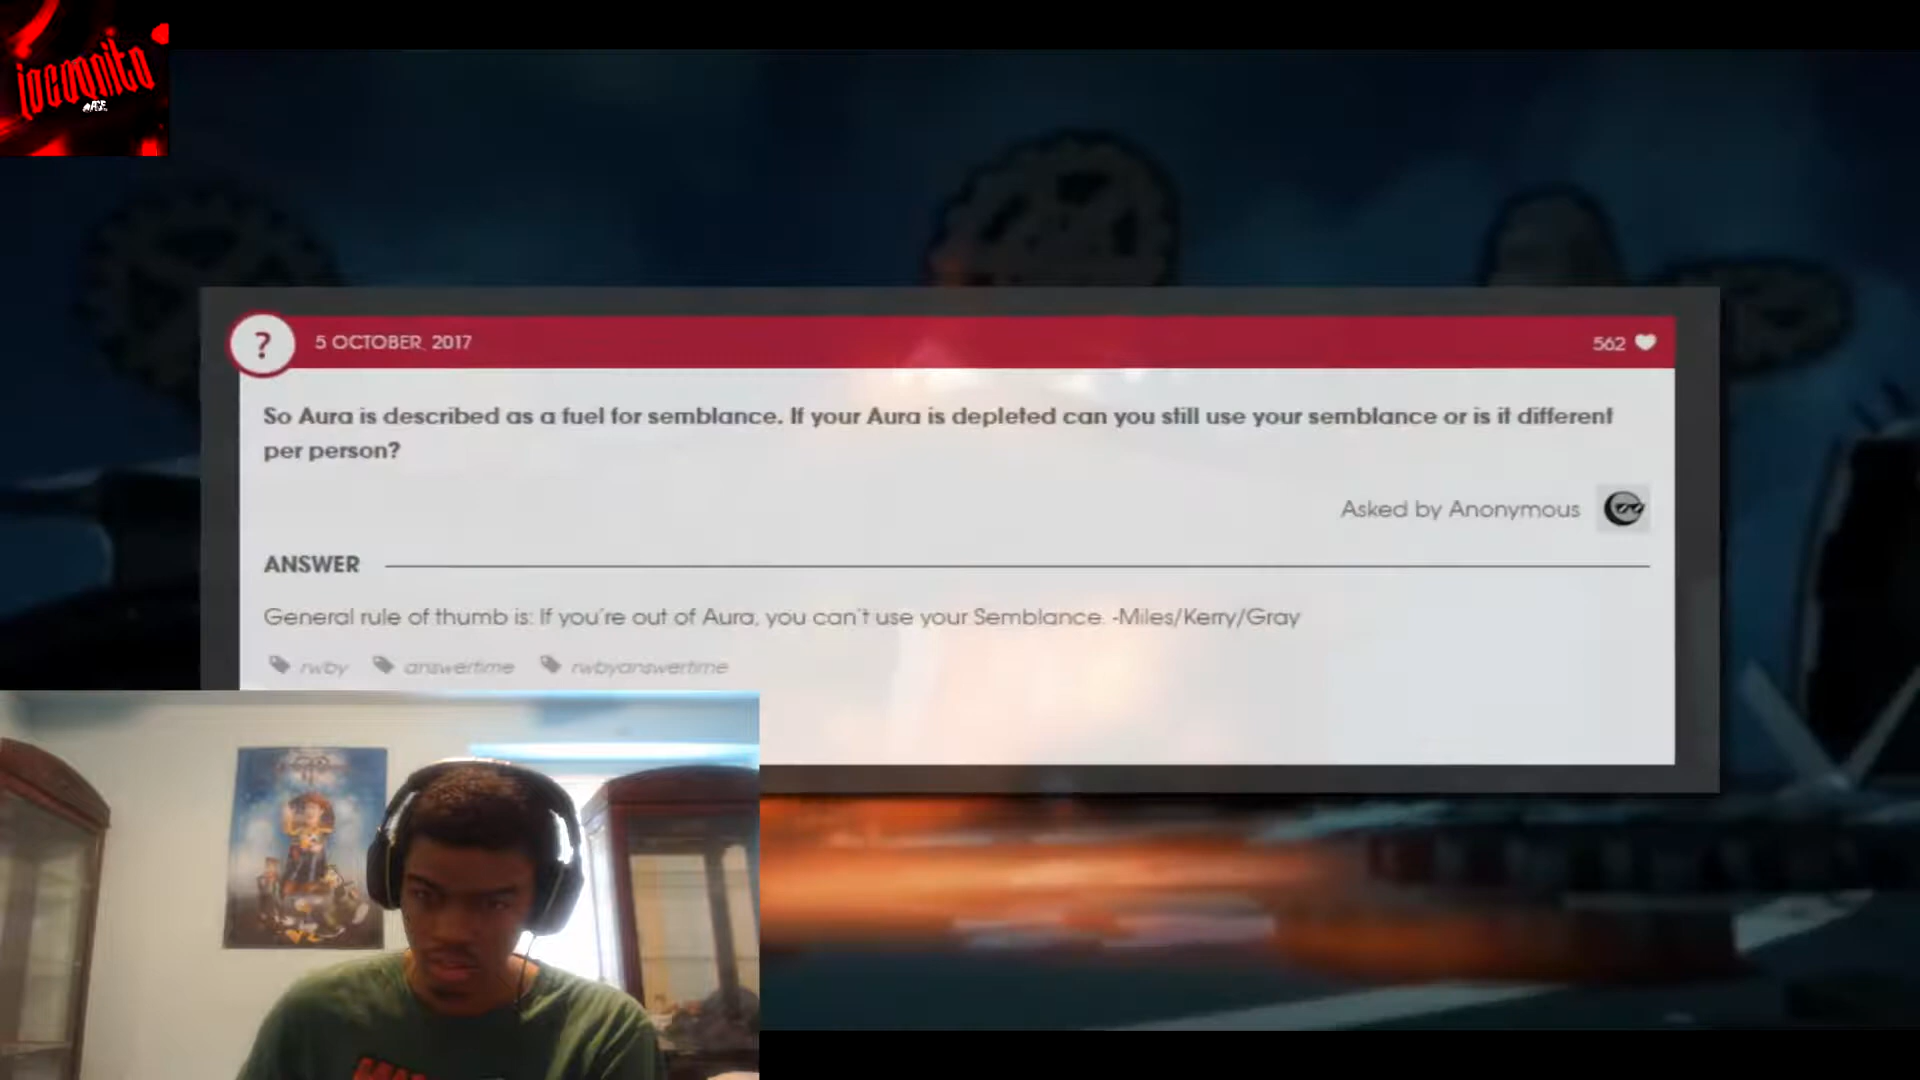 incognito
ACE
5 OCTOBER, 2017
562
So Aura is described as a fuel for semblance. If your Aura is depleted can you still use your semblance or is it different
per person?
Asked by Anonymous
ANSWER
General rule of thumb is: If you're out of Aura, you can't use your Semblance. -Miles/Kerry/Gray
rwby answertime rwbyanswertime